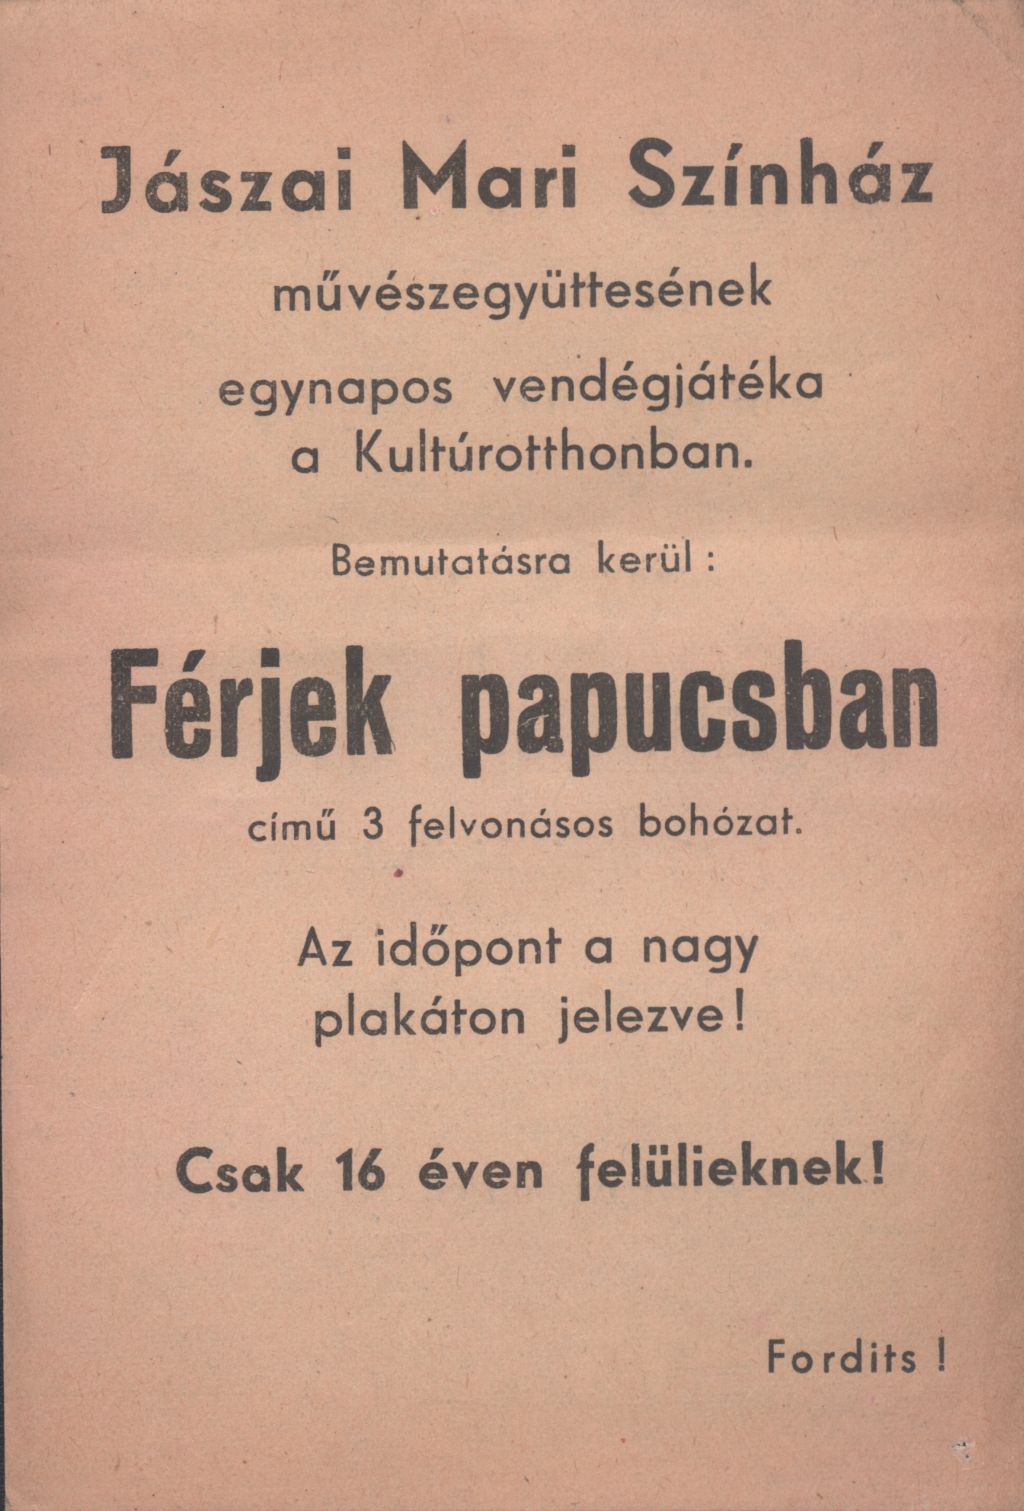 Jászai Mari Színház
művészegyüttesének
egynapos vendégjátéka
a Kultúrotthonban.
Bemutatásra kerül :
Férjek papucsban
című 3 felvonásos bohózat.
Az időpont a nagy
plakáton jelezve!
Csak 16 éven felülieknek!
Fordits !